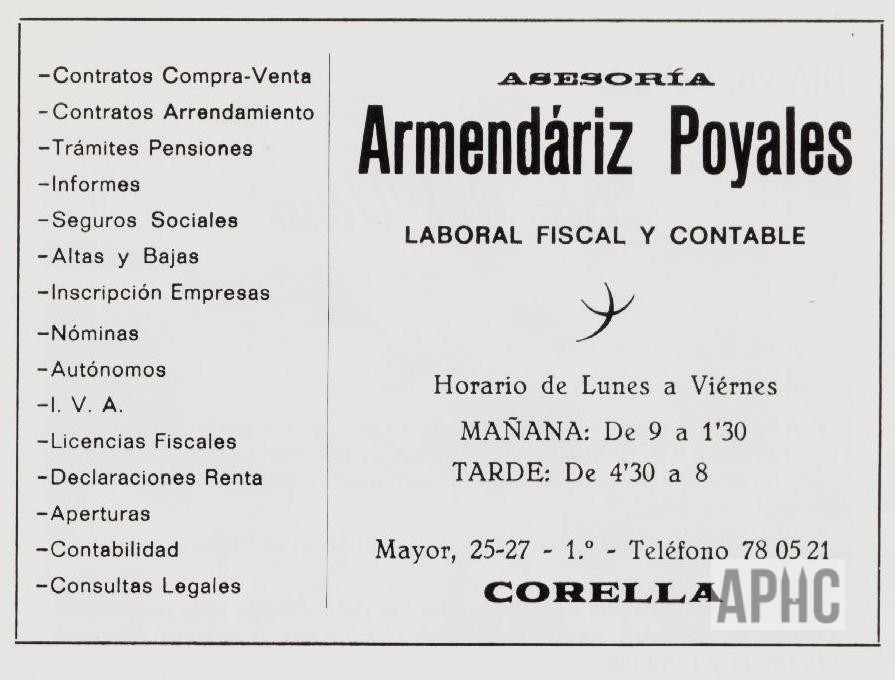 -Contratos Compra-Venta
-Contratos Arrendamiento
-Trámites Pensiones
-Informes
-Seguros Sociales
-Altas y Bajas
-Inscripción Empresas
-Nóminas
-Autónomos
-I. V. A.
-Licencias Fiscales
-Declaraciones Renta
-Aperturas
-Contabilidad
-Consultas Legales
ASESORÍA
Armendáriz Poyales
LABORAL FISCAL Y CONTABLE
Horario de Lunes a Viérnes
MAÑANA: De 9 a 1'30
TARDE: De 4'30 a 8
Mayor, 25-27 - 1.º - Teléfono 78 05 21
CORELLA
APHC